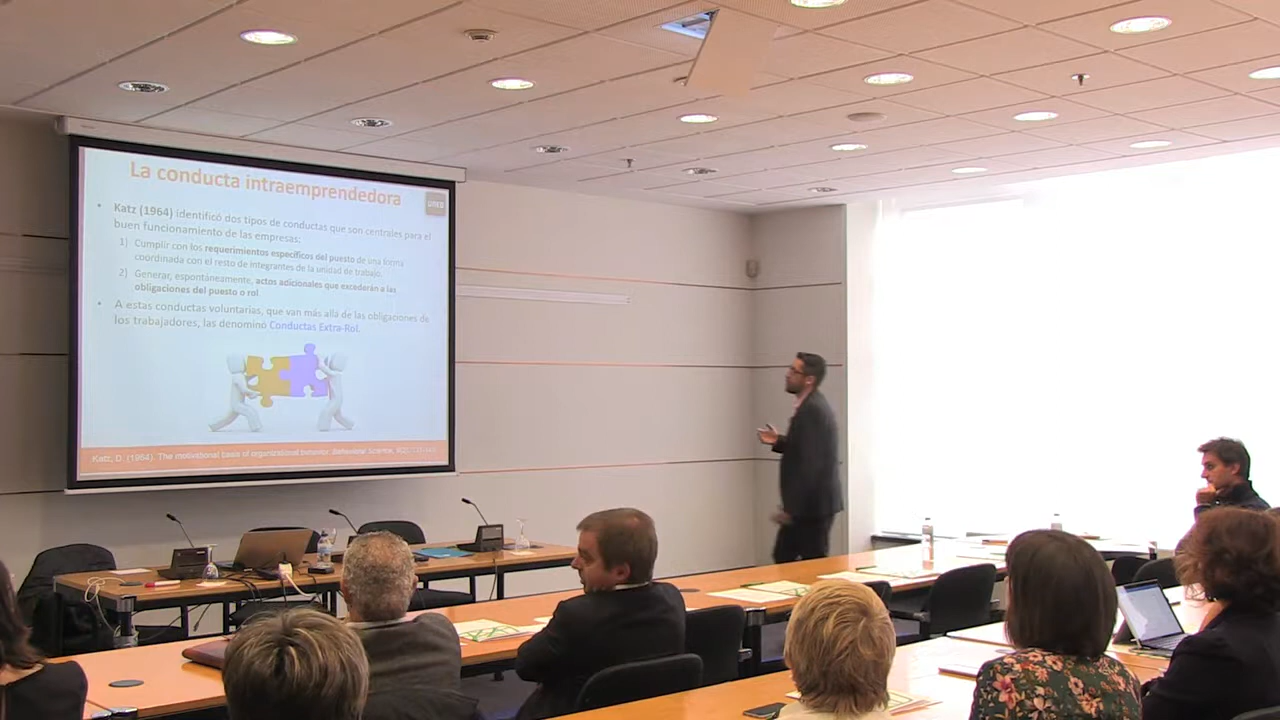 La conducta intraemprendedora
UNED
• Katz (1964) identificó dos tipos de conductas que son centrales para el
buen funcionamiento de las empresas:
1) Cumplir con los requerimientos específicos del puesto de una forma
coordinada con el resto de integrantes de la unidad de trabajo.
2) Generar, espontáneamente, actos adicionales que excederán a las
obligaciones del puesto o rol.
• A estas conductas voluntarias, que van más allá de las obligaciones de
los trabajadores, las denominó Conductas Extra-Rol.
Katz, D. (1964). The motivational basis of organizational behavior. Behavioral Science, 9(2),